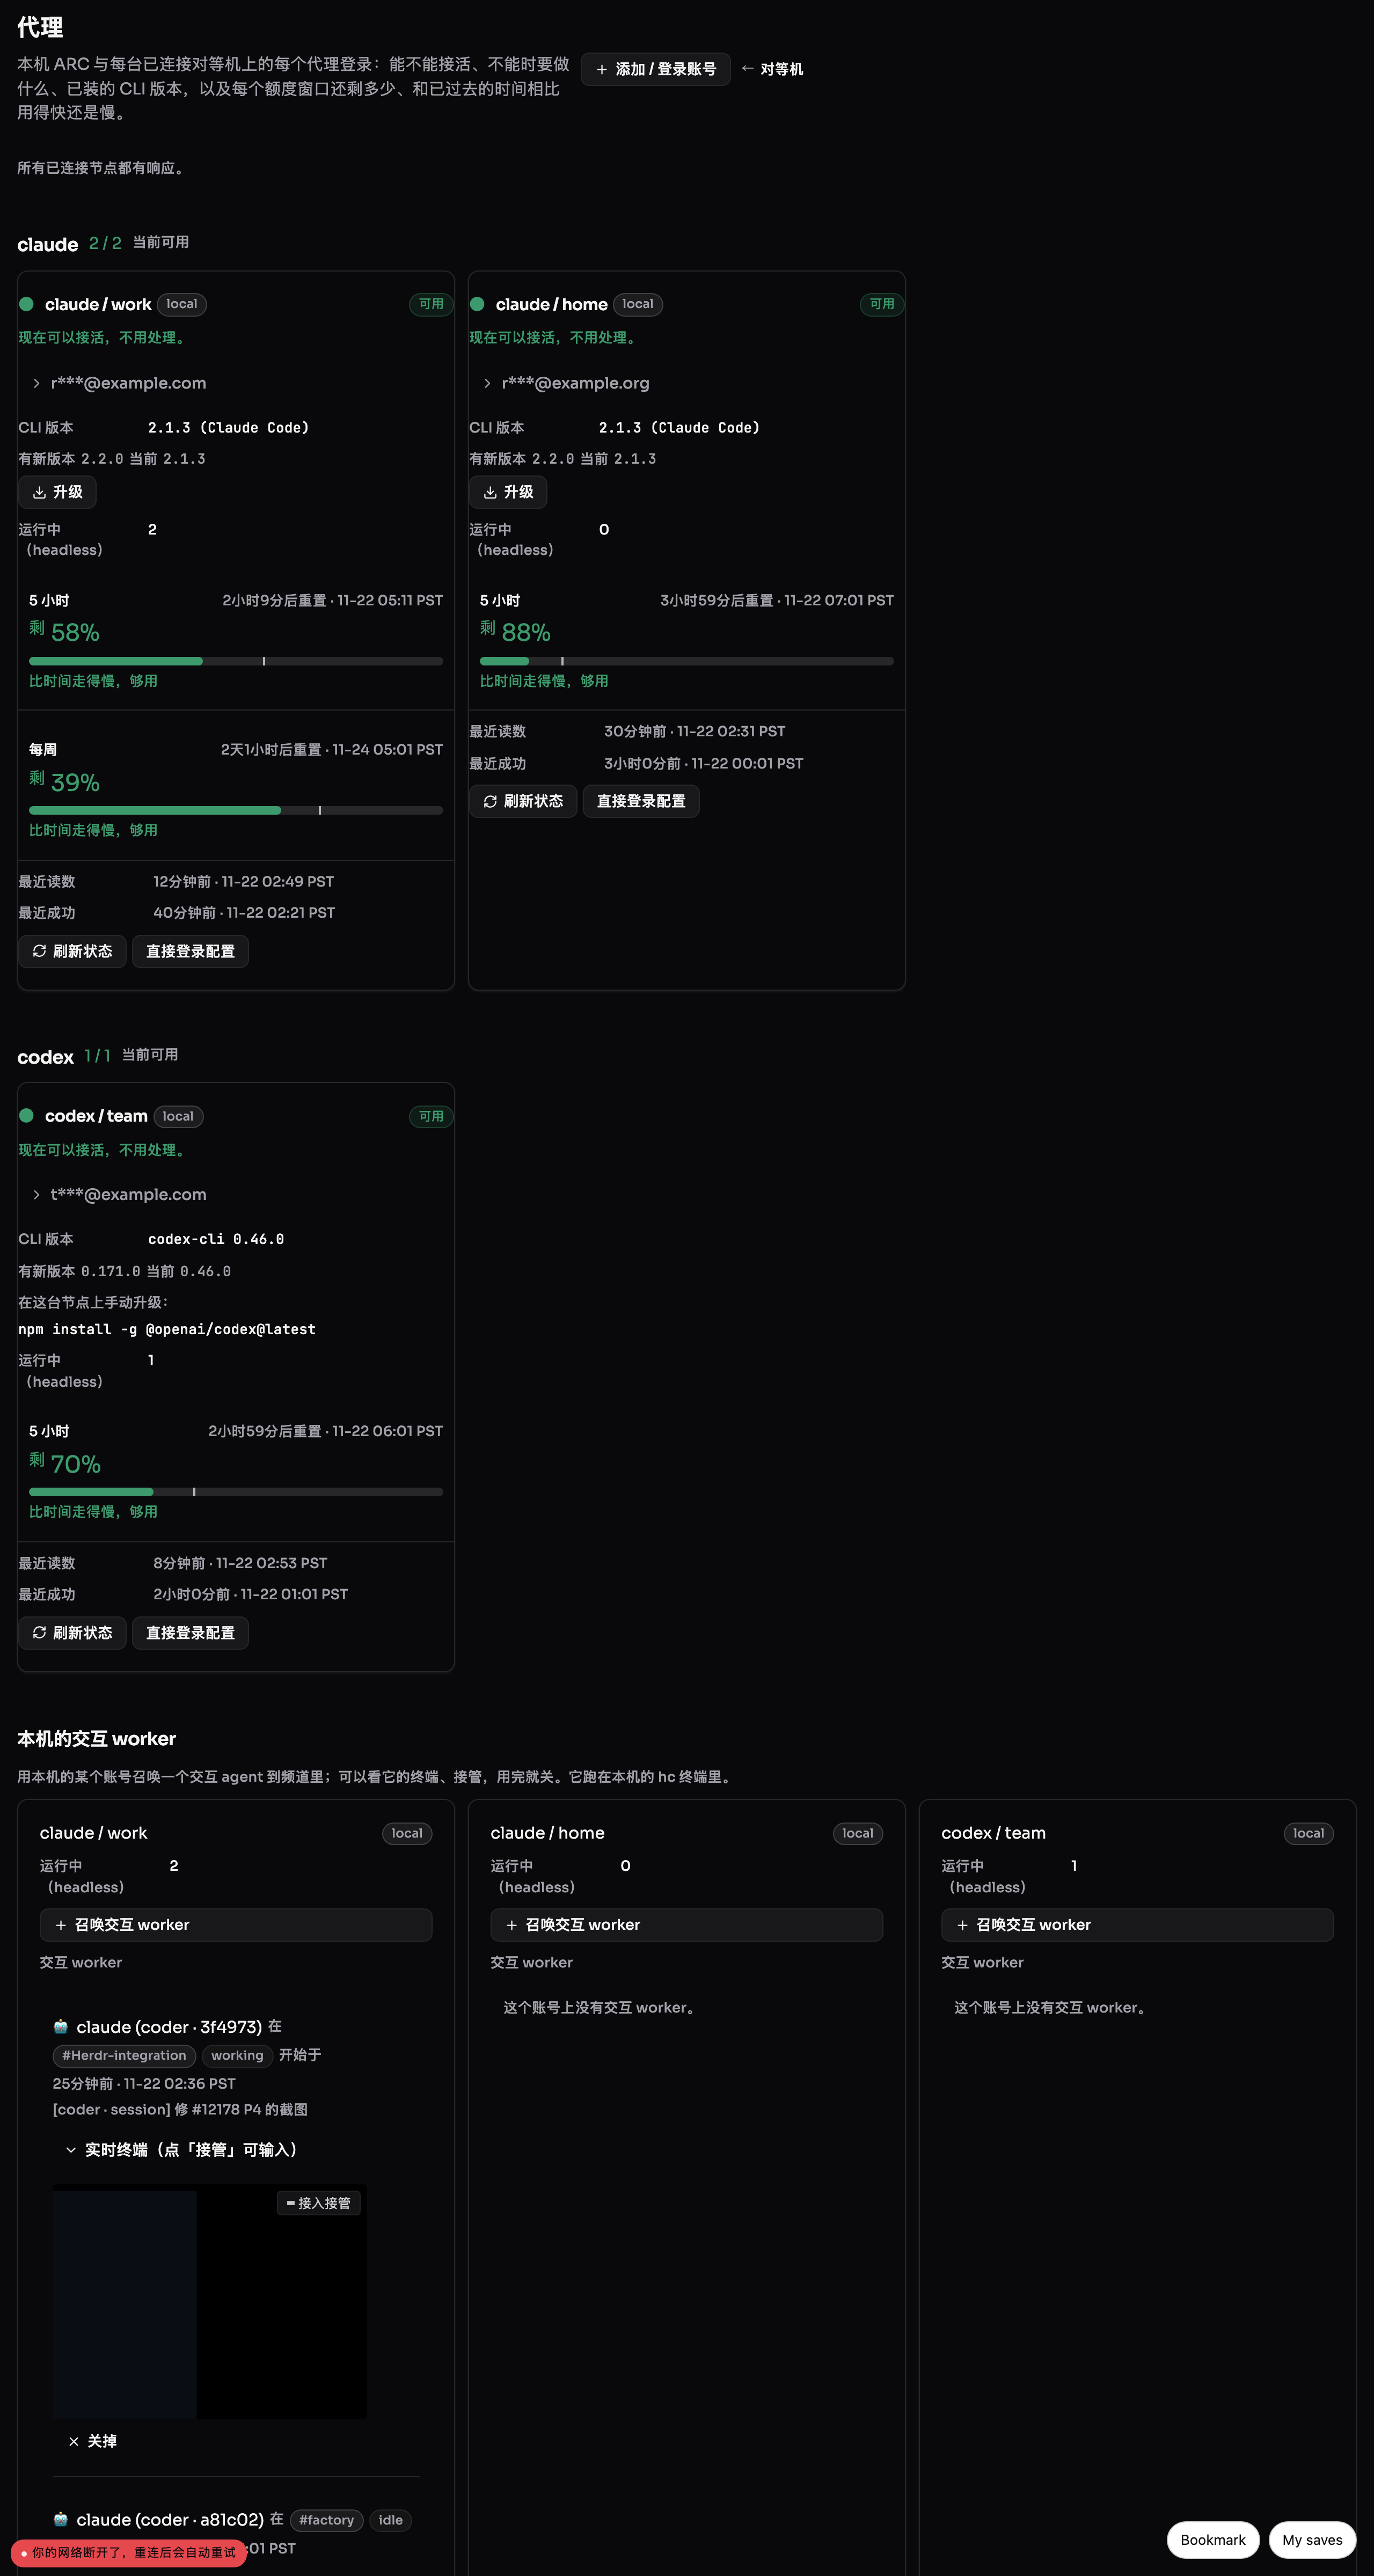 代理
本机 ARC 与每台已连接对等机上的每个代理登录：能不能接活、不能时要做
什么、已装的 CLI 版本，以及每个额度窗口还剩多少、和已过去的时间相比
用得快还是慢。
+ 添加 / 登录账号
← 对等机
所有已连接节点都有响应。
claude 2 / 2 当前可用
claude / work local 可用
现在可以接活，不用处理。
r***@example.com
CLI 版本 2.1.3 (Claude Code)
有新版本 2.2.0 当前 2.1.3
升级
运行中 2
（headless）
5 小时 2小时9分后重置 · 11-22 05:11 PST
剩 58%
比时间走得慢，够用
每周 2天1小时后重置 · 11-24 05:01 PST
剩 39%
比时间走得慢，够用
最近读数 12分钟前 · 11-22 02:49 PST
最近成功 40分钟前 · 11-22 02:21 PST
刷新状态 直接登录配置
claude / home local 可用
现在可以接活，不用处理。
r***@example.org
CLI 版本 2.1.3 (Claude Code)
有新版本 2.2.0 当前 2.1.3
升级
运行中 0
（headless）
5 小时 3小时59分后重置 · 11-22 07:01 PST
剩 88%
比时间走得慢，够用
最近读数 30分钟前 · 11-22 02:31 PST
最近成功 3小时0分前 · 11-22 00:01 PST
刷新状态 直接登录配置
codex 1 / 1 当前可用
codex / team local 可用
现在可以接活，不用处理。
t***@example.com
CLI 版本 codex-cli 0.46.0
有新版本 0.171.0 当前 0.46.0
在这台节点上手动升级：
npm install -g @openai/codex@latest
运行中 1
（headless）
5 小时 2小时59分后重置 · 11-22 06:01 PST
剩 70%
比时间走得慢，够用
最近读数 8分钟前 · 11-22 02:53 PST
最近成功 2小时0分前 · 11-22 01:01 PST
刷新状态 直接登录配置
本机的交互 worker
用本机的某个账号召唤一个交互 agent 到频道里；可以看它的终端、接管，用完就关。它跑在本机的 hc 终端里。
claude / work local
运行中 2
（headless）
+ 召唤交互 worker
交互 worker
claude (coder · 3f4973) 在
#Herdr-integration working 开始于
25分钟前 · 11-22 02:36 PST
[coder · session] 修 #12178 P4 的截图
实时终端（点「接管」可输入）
接入接管
× 关掉
claude (coder · a81c02) 在 #factory idle
:01 PST
claude / home local
运行中 0
（headless）
+ 召唤交互 worker
交互 worker
这个账号上没有交互 worker。
codex / team local
运行中 1
（headless）
+ 召唤交互 worker
交互 worker
这个账号上没有交互 worker。
你的网络断开了，重连后会自动重试
Bookmark
My saves